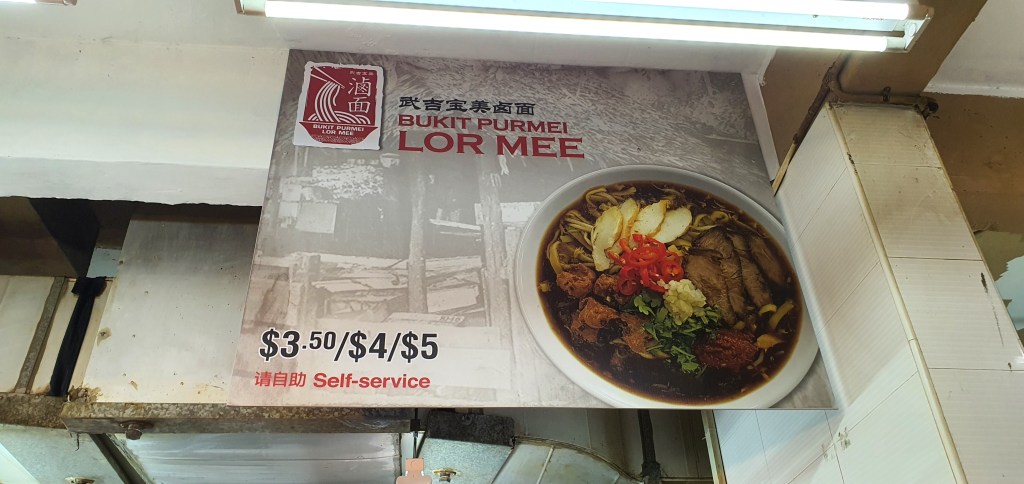 滷面
BUKIT PURMEI
LOR MEE
武吉宝美卤面
BUKIT PURMEI
LOR MEE
$3.50/$4/$5
请自助 Self-service